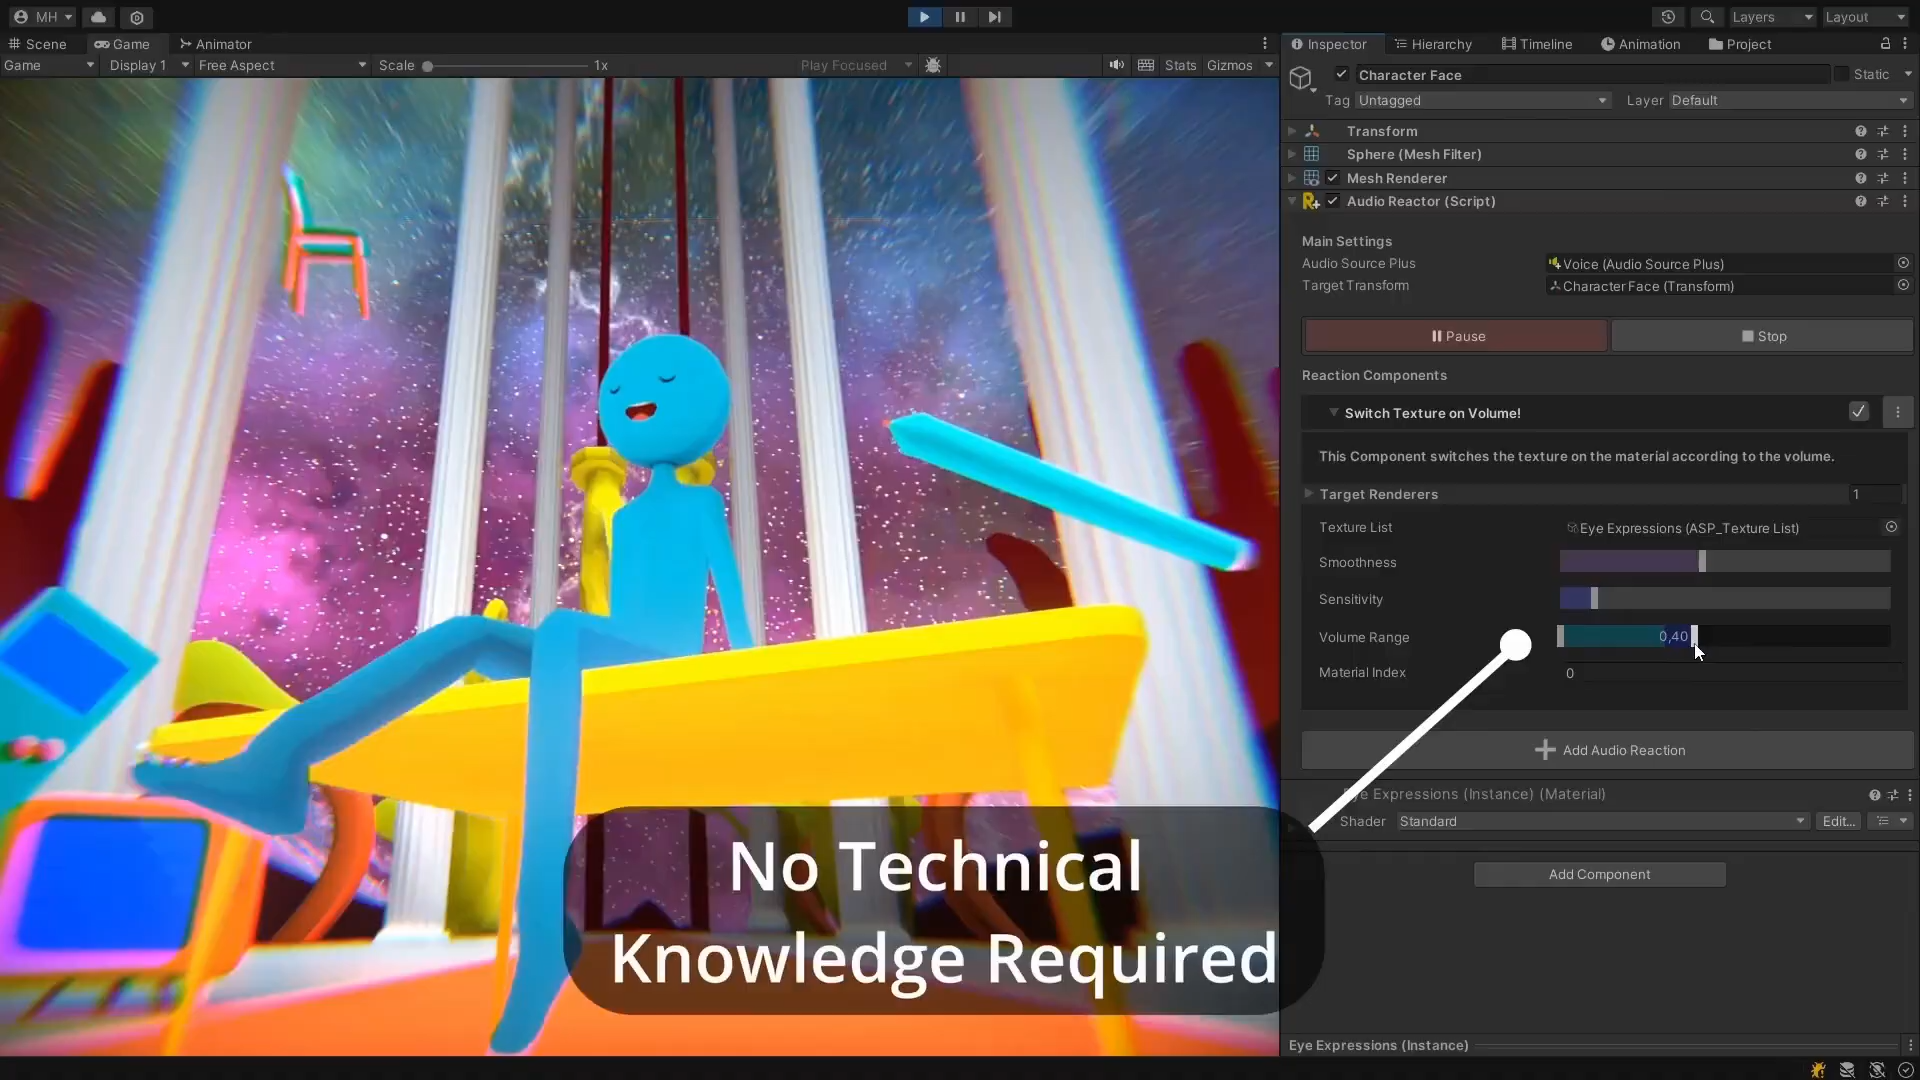 MH
Layers
Layout
Scene
Game
Animator
Inspector
Hierarchy
Timeline
Animation
Project
Game
Display 1
Free Aspect
Scale
1x
Play Focused
Stats
Gizmos
Character Face
Static
Tag
Untagged
Layer
Default
Transform
Sphere (Mesh Filter)
Mesh Renderer
Audio Reactor (Script)
Main Settings
Audio Source Plus
Voice (Audio Source Plus)
Target Transform
Character Face (Transform)
Pause
Stop
Reaction Components
Switch Texture on Volume!
This Component switches the texture on the material according to the volume.
Target Renderers
1
Texture List
Eye Expressions (ASP_Texture List)
Smoothness
Sensitivity
Volume Range
0,40
Material Index
0
Add Audio Reaction
Eye Expressions (Instance) (Material)
Shader
Standard
Edit...
Add Component
No Technical
Knowledge Required
Eye Expressions (Instance)